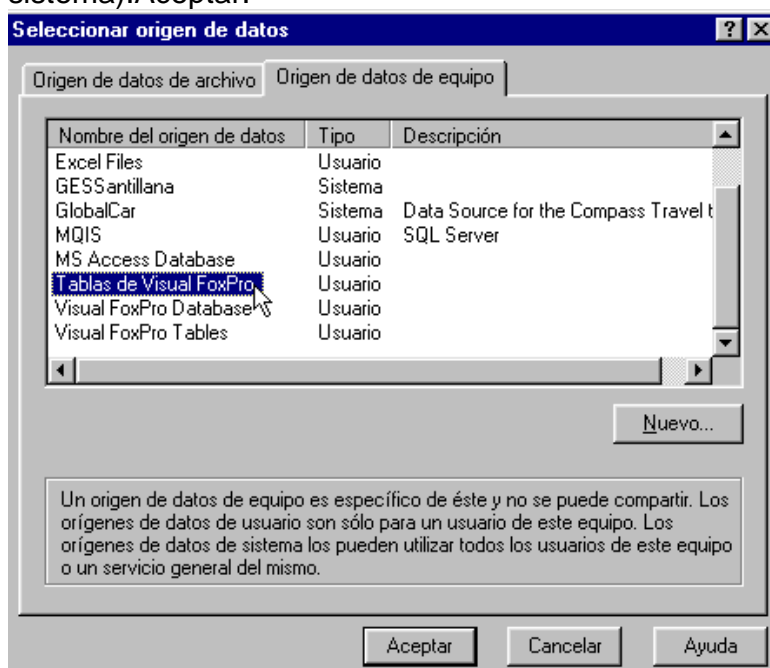 sistema).Aceptar.
Seleccionar origen de datos
Origen de datos de archivo Origen de datos de equipo
Nombre del origen de datos Tipo Descripción
Excel Files Usuario
GESSantillana Sistema
GlobalCar Sistema Data Source for the Compass Travel t
MQIS Usuario SQL Server
MS Access Database Usuario
Tablas de Visual FoxPro Usuario
Visual FoxPro Database Usuario
Visual FoxPro Tables Usuario
Nuevo...
Un origen de datos de equipo es específico de éste y no se puede compartir. Los
orígenes de datos de usuario son sólo para un usuario de este equipo. Los
orígenes de datos de sistema los pueden utilizar todos los usuarios de este equipo
o un servicio general del mismo.
Aceptar Cancelar Ayuda